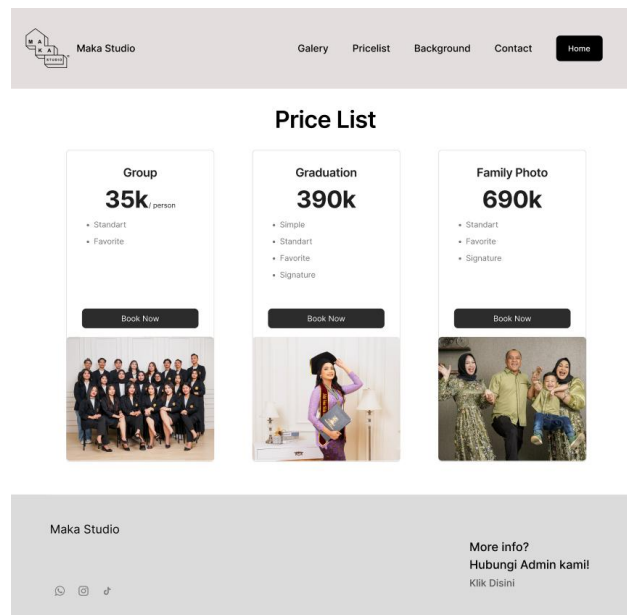 M A
K A
STUDIO
Maka Studio
Galery Pricelist Background Contact Home
Price List
Group
35k / person
• Standart
• Favorite
Book Now
Graduation
390k
• Simple
• Standart
• Favorite
• Signature
Book Now
Family Photo
690k
• Standart
• Favorite
• Signature
Book Now
Maka Studio
More info?
Hubungi Admin kami!
Klik Disini